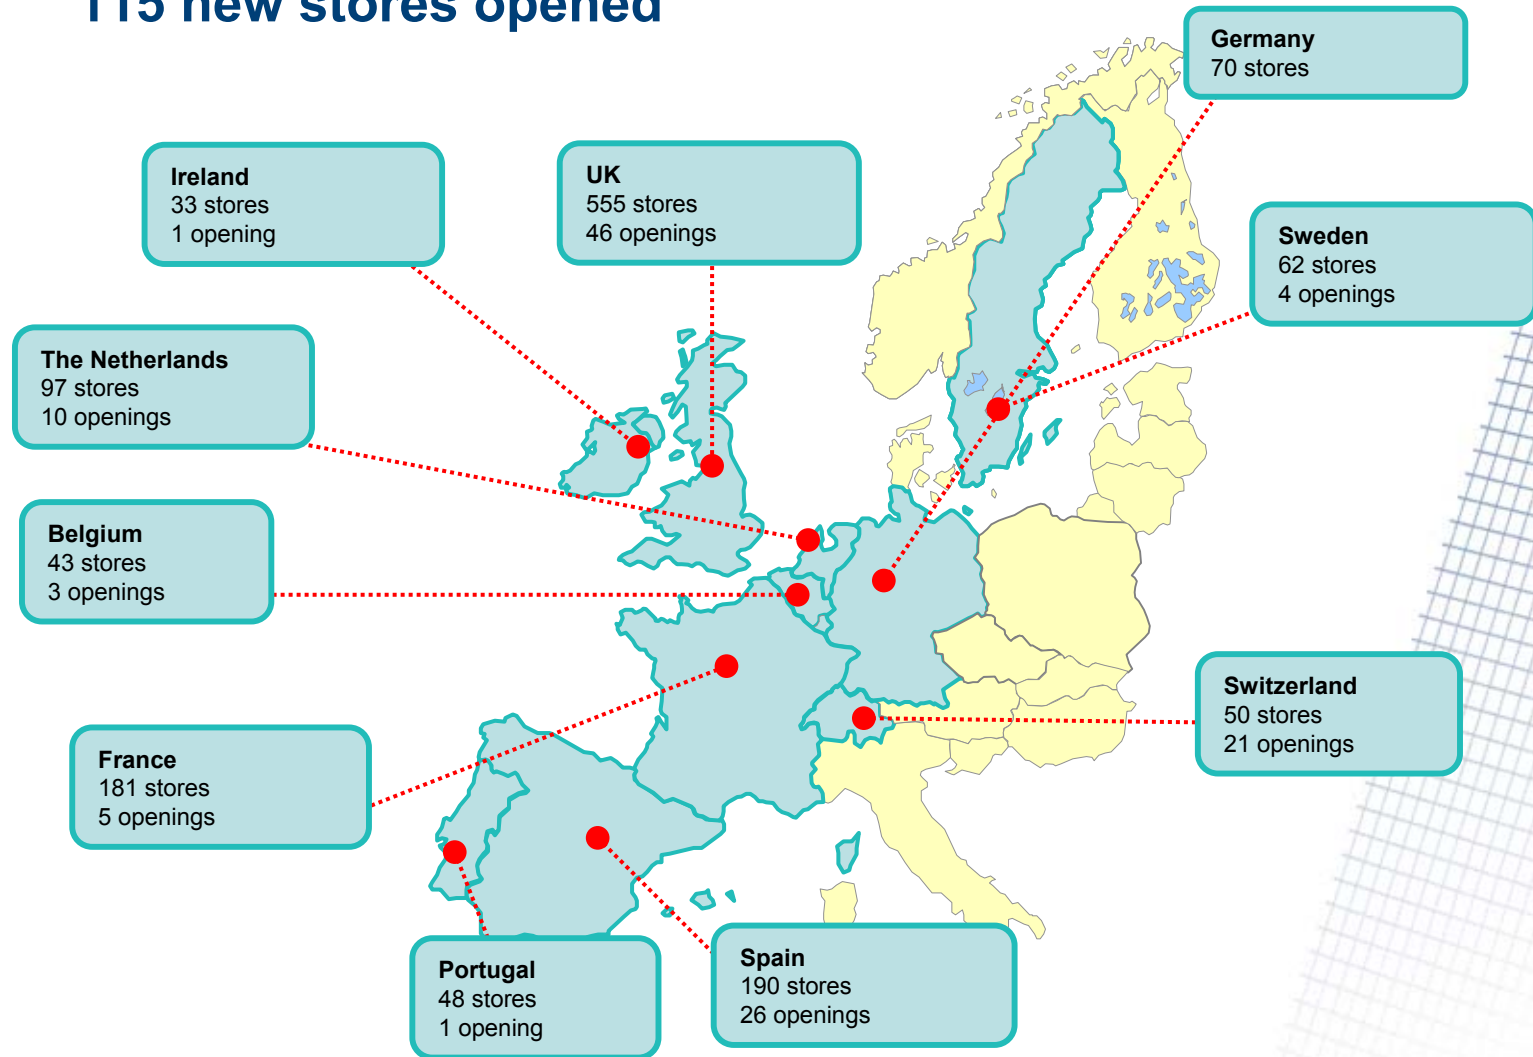 115 new stores opened
Germany
70 stores
Ireland
33 stores
1 opening
UK
555 stores
46 openings
Sweden
62 stores
4 openings
The Netherlands
97 stores
10 openings
Belgium
43 stores
3 openings
Switzerland
50 stores
21 openings
France
181 stores
5 openings
Portugal
48 stores
1 opening
Spain
190 stores
26 openings